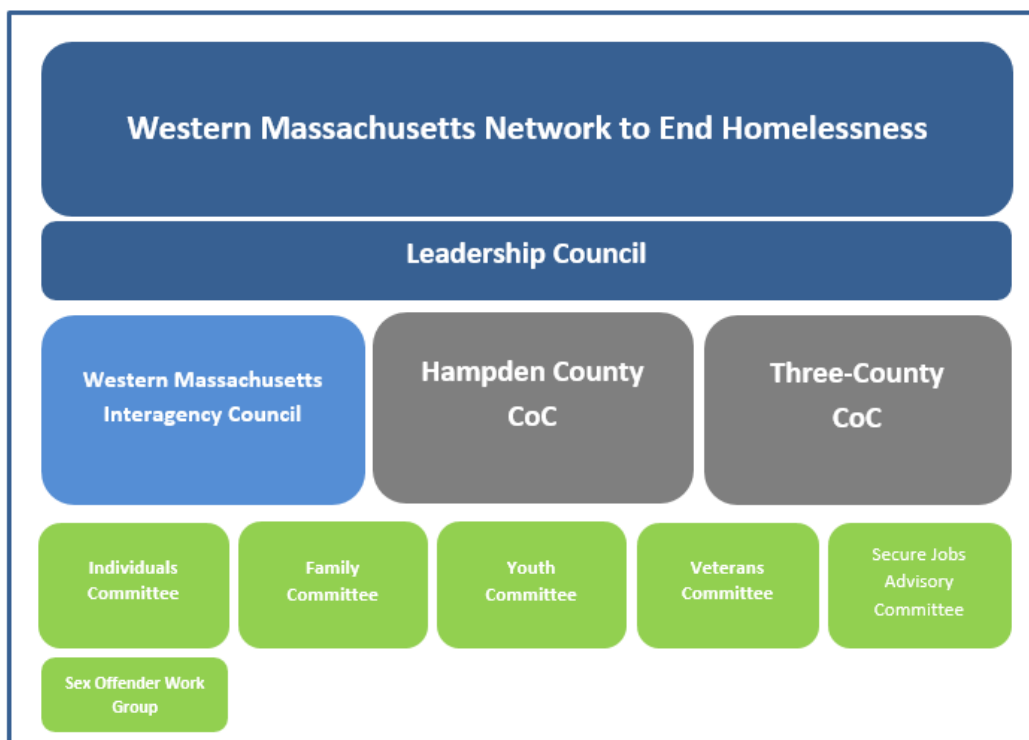 Western Massachusetts Network to End Homelessness
Leadership Council
Western Massachusetts
Interagency Council
Hampden County
CoC
Three-County
CoC
Individuals
Committee
Family
Committee
Youth
Committee
Veterans
Committee
Secure Jobs
Advisory
Committee
Sex Offender Work
Group